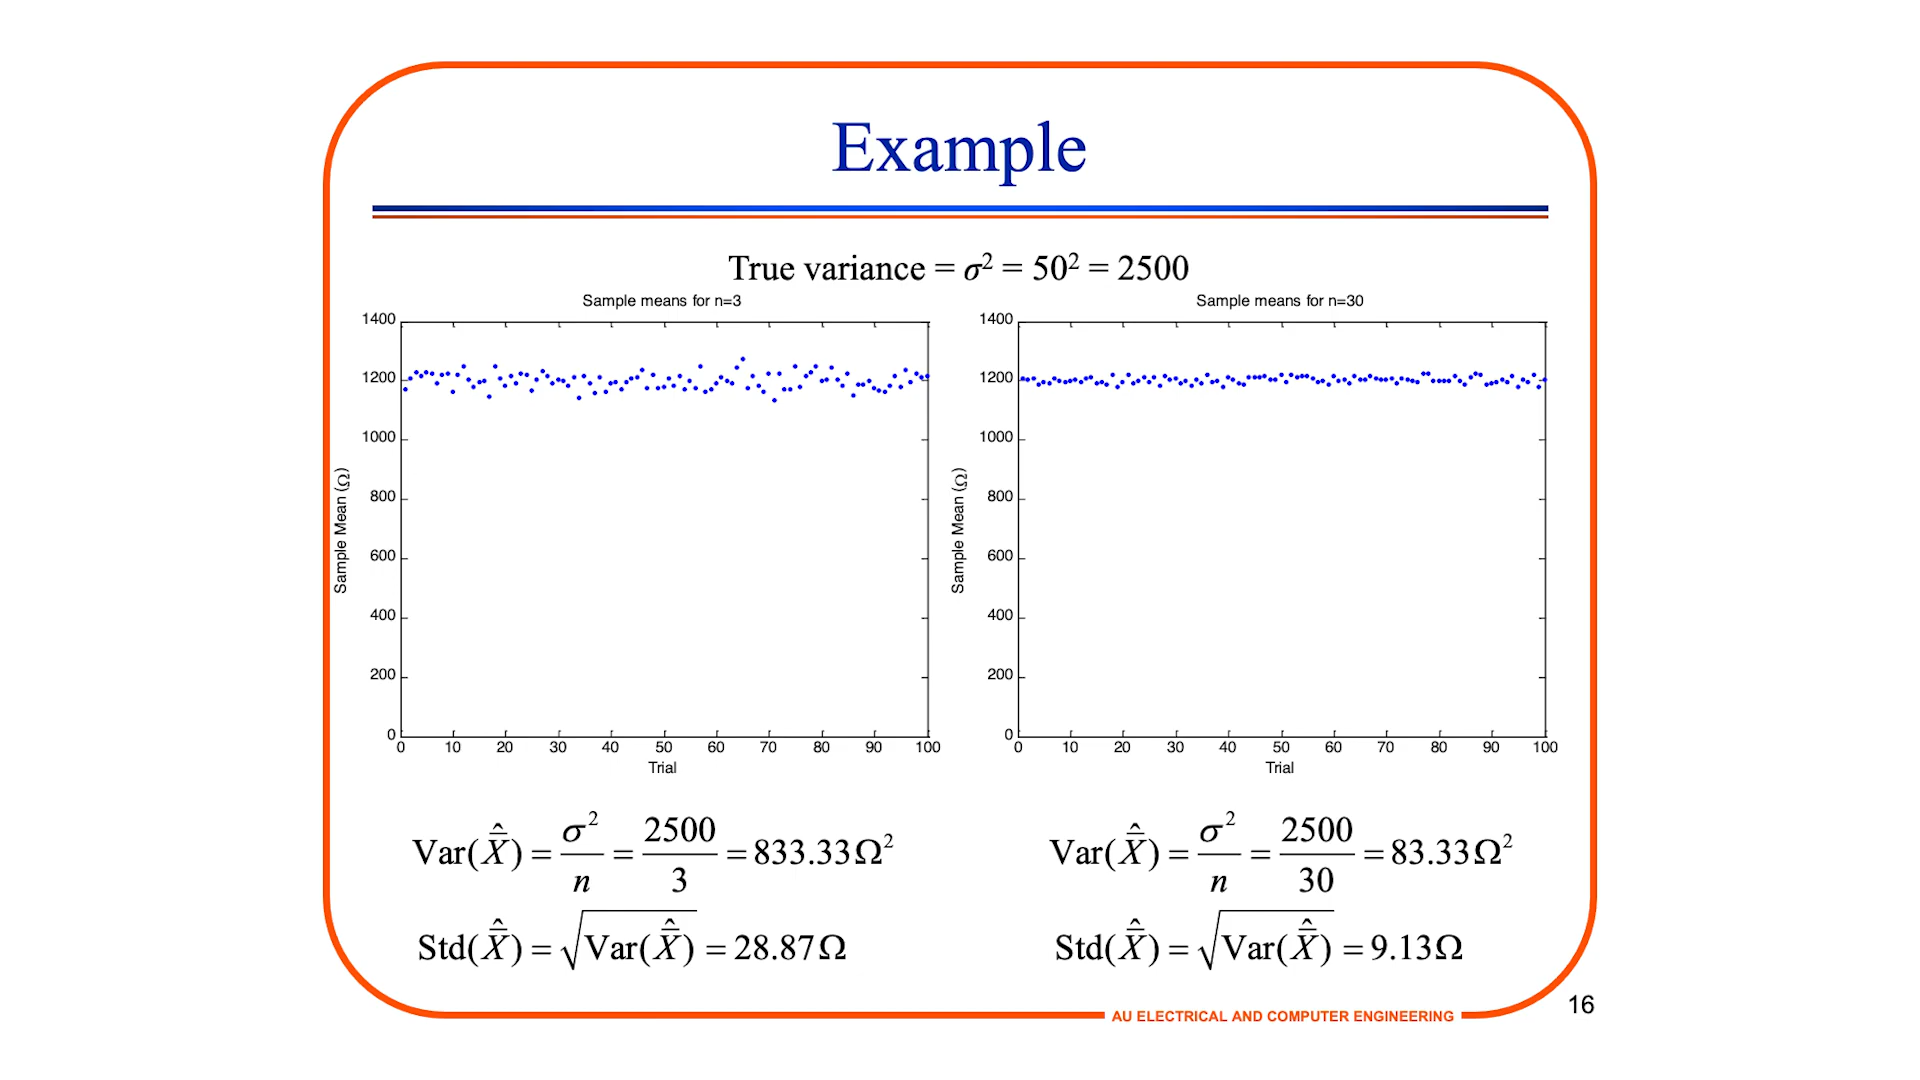 Example
True variance = σ² = 50² = 2500
Sample means for n=3
1400
1200
1000
800
600
400
200
0
Sample Mean (Ω)
0 10 20 30 40 50 60 70 80 90 100
Trial
Sample means for n=30
1400
1200
1000
800
600
400
200
0
Sample Mean (Ω)
0 10 20 30 40 50 60 70 80 90 100
Trial
Var(X̄̂) = σ²/n = 2500/3 = 833.33Ω²
Std(X̄̂) = √Var(X̄̂) = 28.87Ω
Var(X̄̂) = σ²/n = 2500/30 = 83.33Ω²
Std(X̄̂) = √Var(X̄̂) = 9.13Ω
AU ELECTRICAL AND COMPUTER ENGINEERING
16